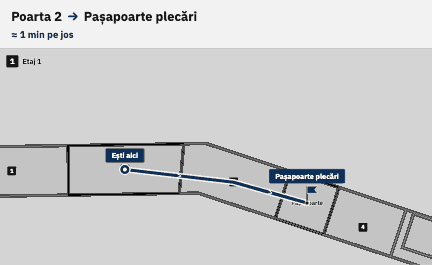 Poarta 2 → Pașapoarte plecări
≈ 1 min pe jos
1 Etaj 1
Ești aici
Pașapoarte plecări
1
4